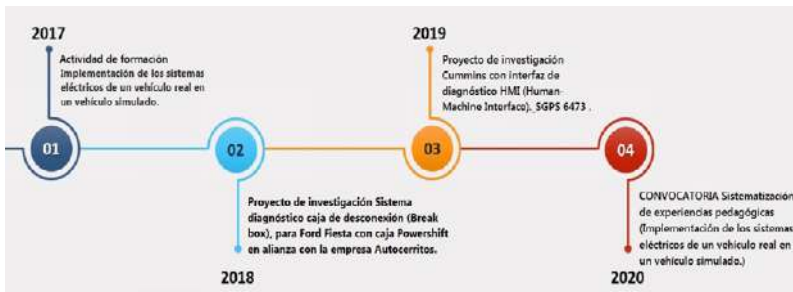 2017
Actividad de formación
Implementación de los sistemas
eléctricos de un vehículo real en
un vehículo simulado.
01
02
Proyecto de investigación Sistema
diagnóstico caja de desconexión (Break
box), para Ford Fiesta con caja Powershift
en alianza con la empresa Autocerritos.
2018
2019
Proyecto de investigación
Cummins con interfaz de
diagnóstico HMI (Human-
Machine Interface)._SGPS 6473 .
03
04
CONVOCATORIA Sistematización
de experiencias pedagógicas
(Implementación de los sistemas
eléctricos de un vehículo real en
un vehículo simulado.)
2020